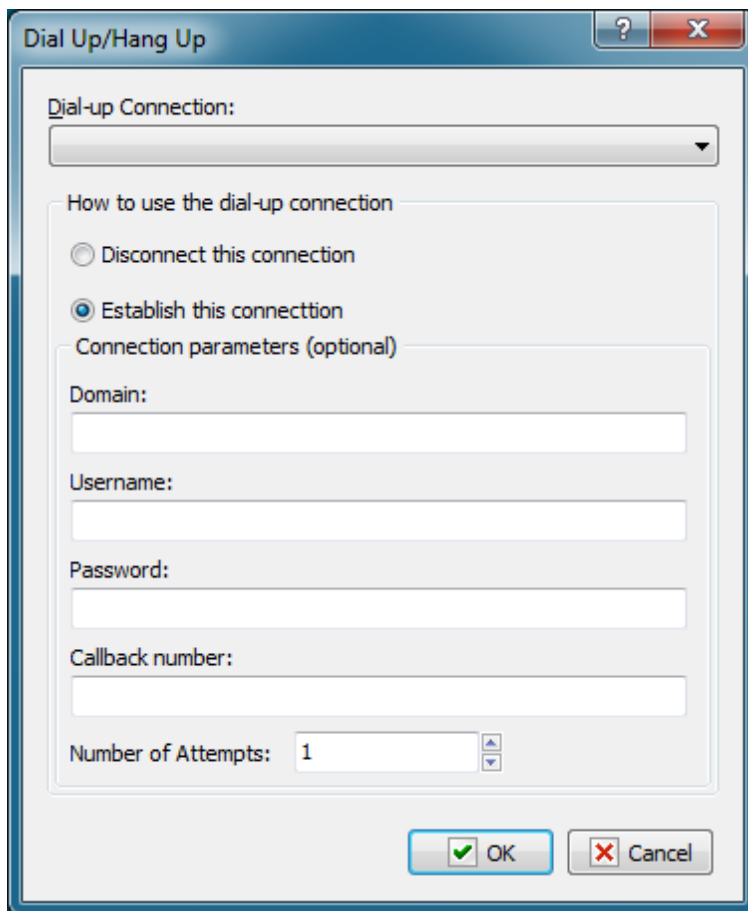 Dial Up/Hang Up
?
Dial-up Connection:
How to use the dial-up connection
Disconnect this connection
Establish this connecttion
Connection parameters (optional)
Domain:
Username:
Password:
Callback number:
Number of Attempts: 1
OK Cancel